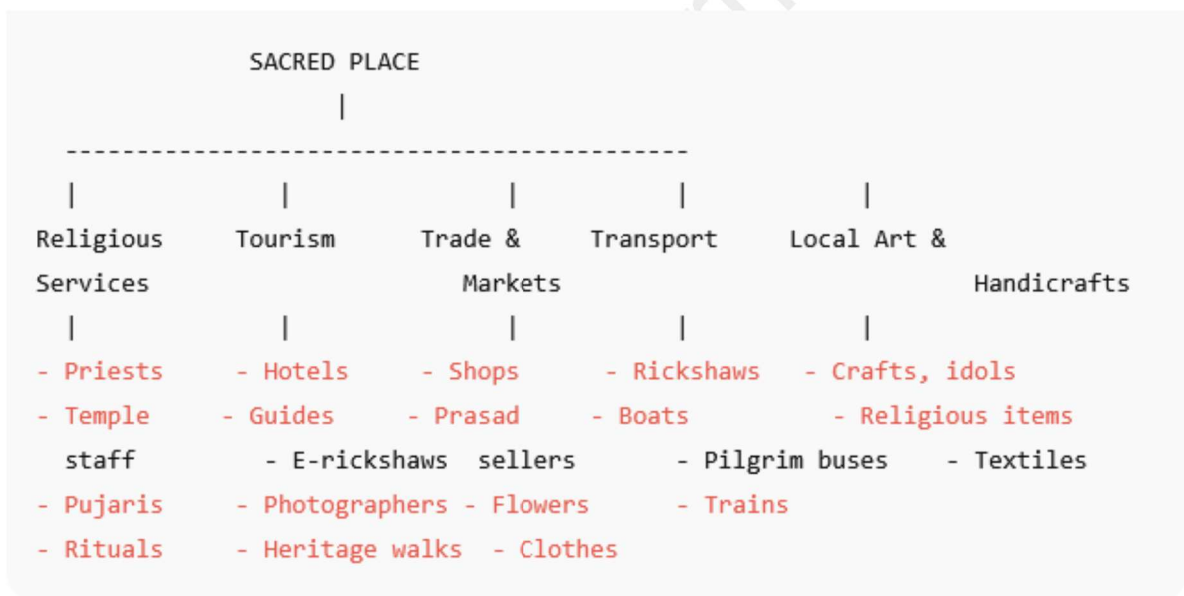 SACRED PLACE
|
--------------------------------------------
| | | | |
Religious Tourism Trade & Transport Local Art &
Services Markets Handicrafts
| | | | |
- Priests - Hotels - Shops - Rickshaws - Crafts, idols
- Temple - Guides - Prasad - Boats - Religious items
staff - E-rickshaws sellers - Pilgrim buses - Textiles
- Pujaris - Photographers - Flowers - Trains
- Rituals - Heritage walks - Clothes